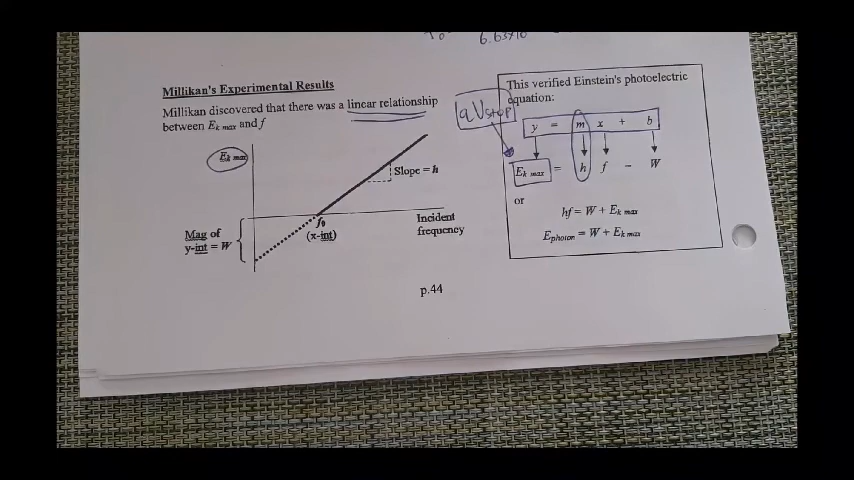 6.63x10
Millikan's Experimental Results
Millikan discovered that there was a linear relationship
between Ek max and f
Ek max
Slope = h
f0
(x-int)
Incident
frequency
Mag of
y-int = W
This verified Einstein's photoelectric
equation:
qVstop
y = m x + b
Ek max = h f - W
or
hf = W + Ek max
Ephoton = W + Ek max
p.44